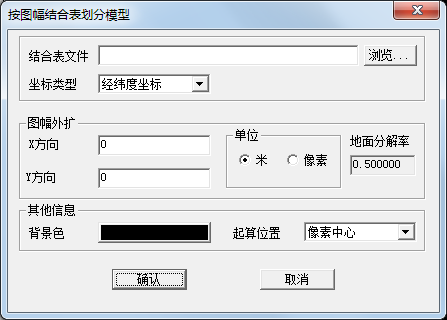 按图幅结合表划分模型
结合表文件 浏览...
坐标类型 经纬度坐标
图幅外扩
X方向 0
Y方向 0
单位
米 像素
地面分解率
0.500000
其他信息
背景色 起算位置 像素中心
确认 取消